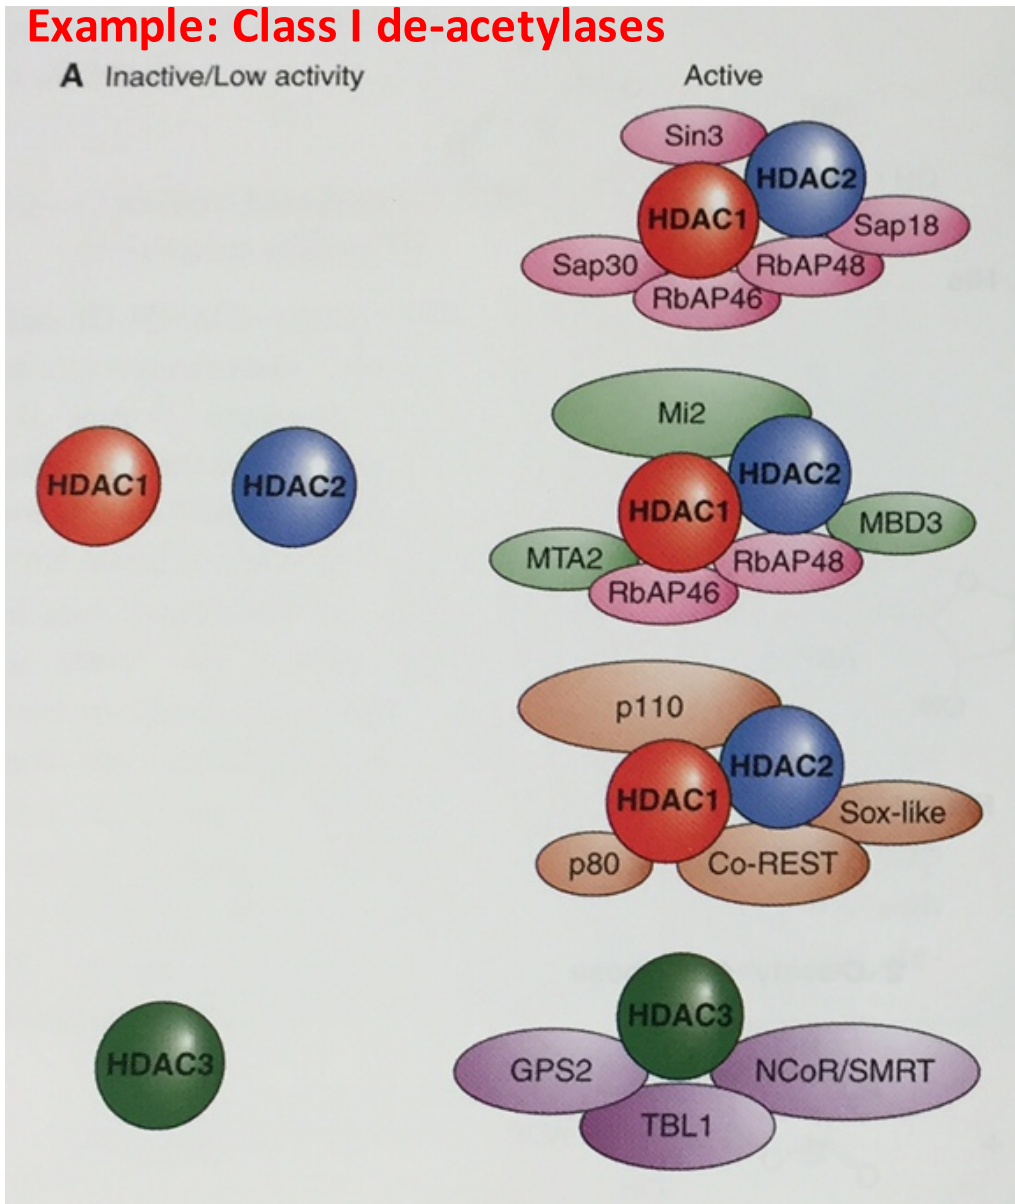 Example: Class I de-acetylases
A Inactive/Low activity
Active
Sin3
HDAC2
HDAC1
Sap18
Sap30
RbAP48
RbAP46
Mi2
HDAC1
HDAC2
HDAC2
HDAC1
MBD3
MTA2
RbAP48
RbAP46
p110
HDAC2
HDAC1
Sox-like
p80
Co-REST
HDAC3
HDAC3
GPS2
NCoR/SMRT
TBL1